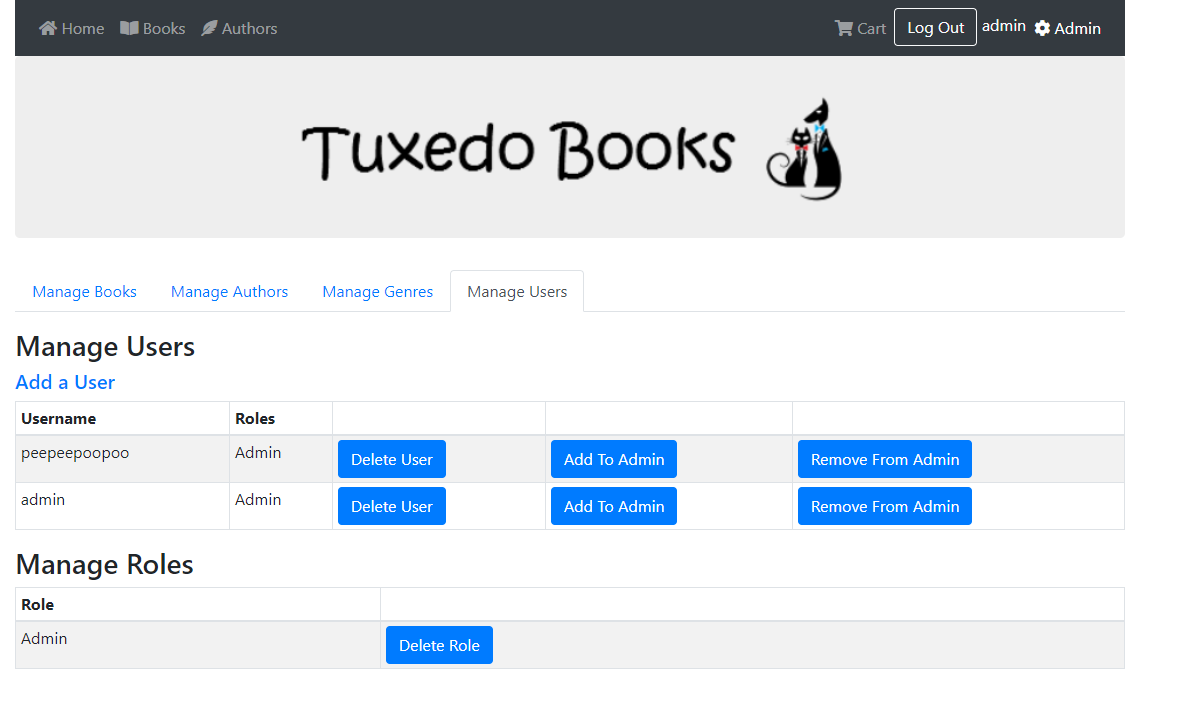 Home Books Authors Cart Log Out admin Admin
Tuxedo Books
Manage Books Manage Authors Manage Genres Manage Users
Manage Users
Add a User
Username Roles
peepeepoopoo Admin Delete User Add To Admin Remove From Admin
admin Admin Delete User Add To Admin Remove From Admin
Manage Roles
Role
Admin Delete Role